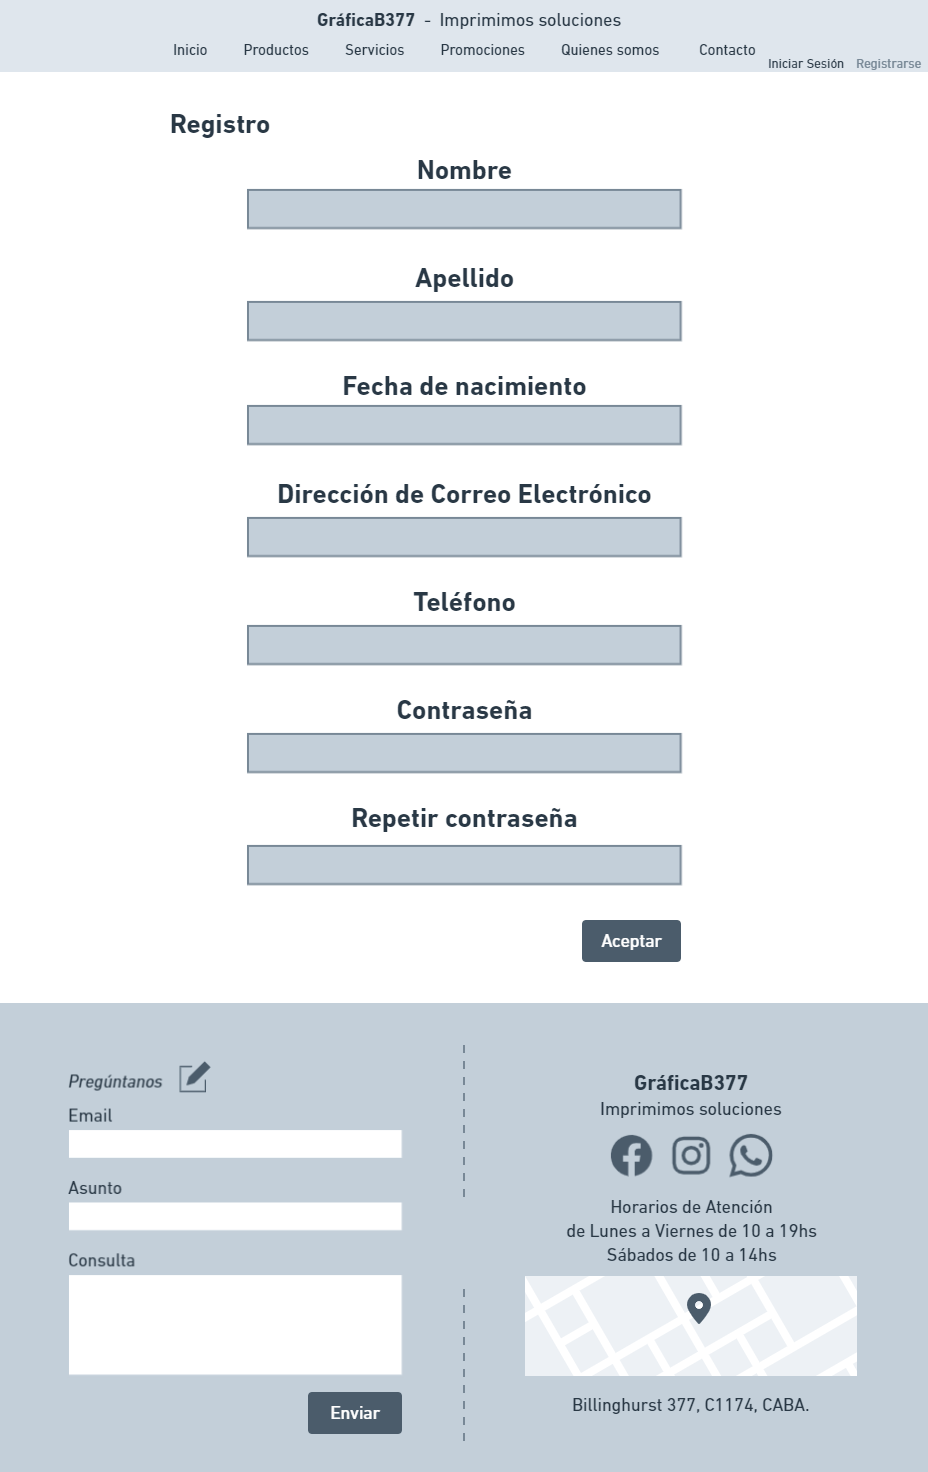 GráficaB377 - Imprimimos soluciones
Inicio Productos Servicios Promociones Quienes somos Contacto
Iniciar Sesión Registrarse
Registro
Nombre
Apellido
Fecha de nacimiento
Dirección de Correo Electrónico
Teléfono
Contraseña
Repetir contraseña
Aceptar
Pregúntanos
Email
Asunto
Consulta
Enviar
GráficaB377
Imprimimos soluciones
Horarios de Atención
de Lunes a Viernes de 10 a 19hs
Sábados de 10 a 14hs
Billinghurst 377, C1174, CABA.